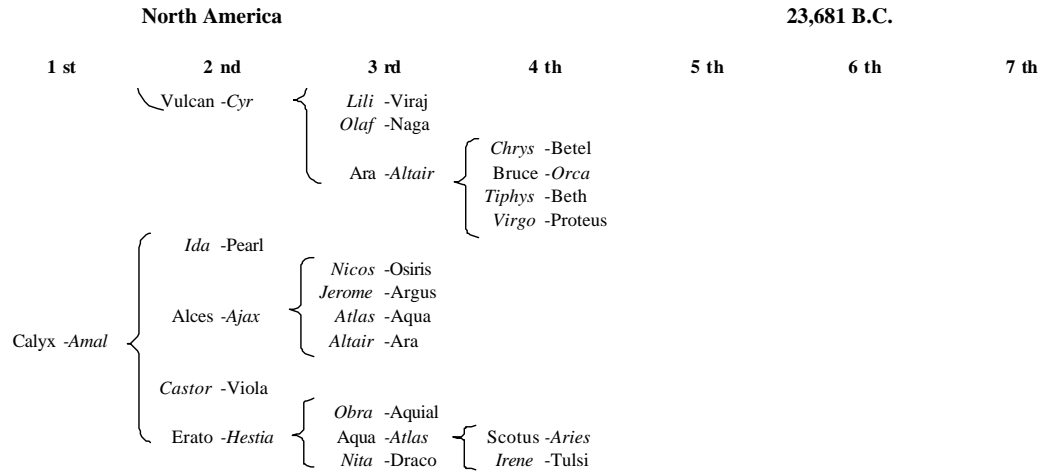 North America 23,681 B.C.
1 st 2 nd 3 rd 4 th 5 th 6 th 7 th
Vulcan -Cyr Lili -Viraj
Olaf -Naga
Chrys -Betel
Ara -Altair Bruce -Orca
Tiphys -Beth
Virgo -Proteus
Ida -Pearl
Nicos -Osiris
Jerome -Argus
Alces -Ajax Atlas -Aqua
Calyx -Amal Altair -Ara
Castor -Viola
Obra -Aquial
Erato -Hestia Aqua -Atlas Scotus -Aries
Nita -Draco Irene -Tulsi